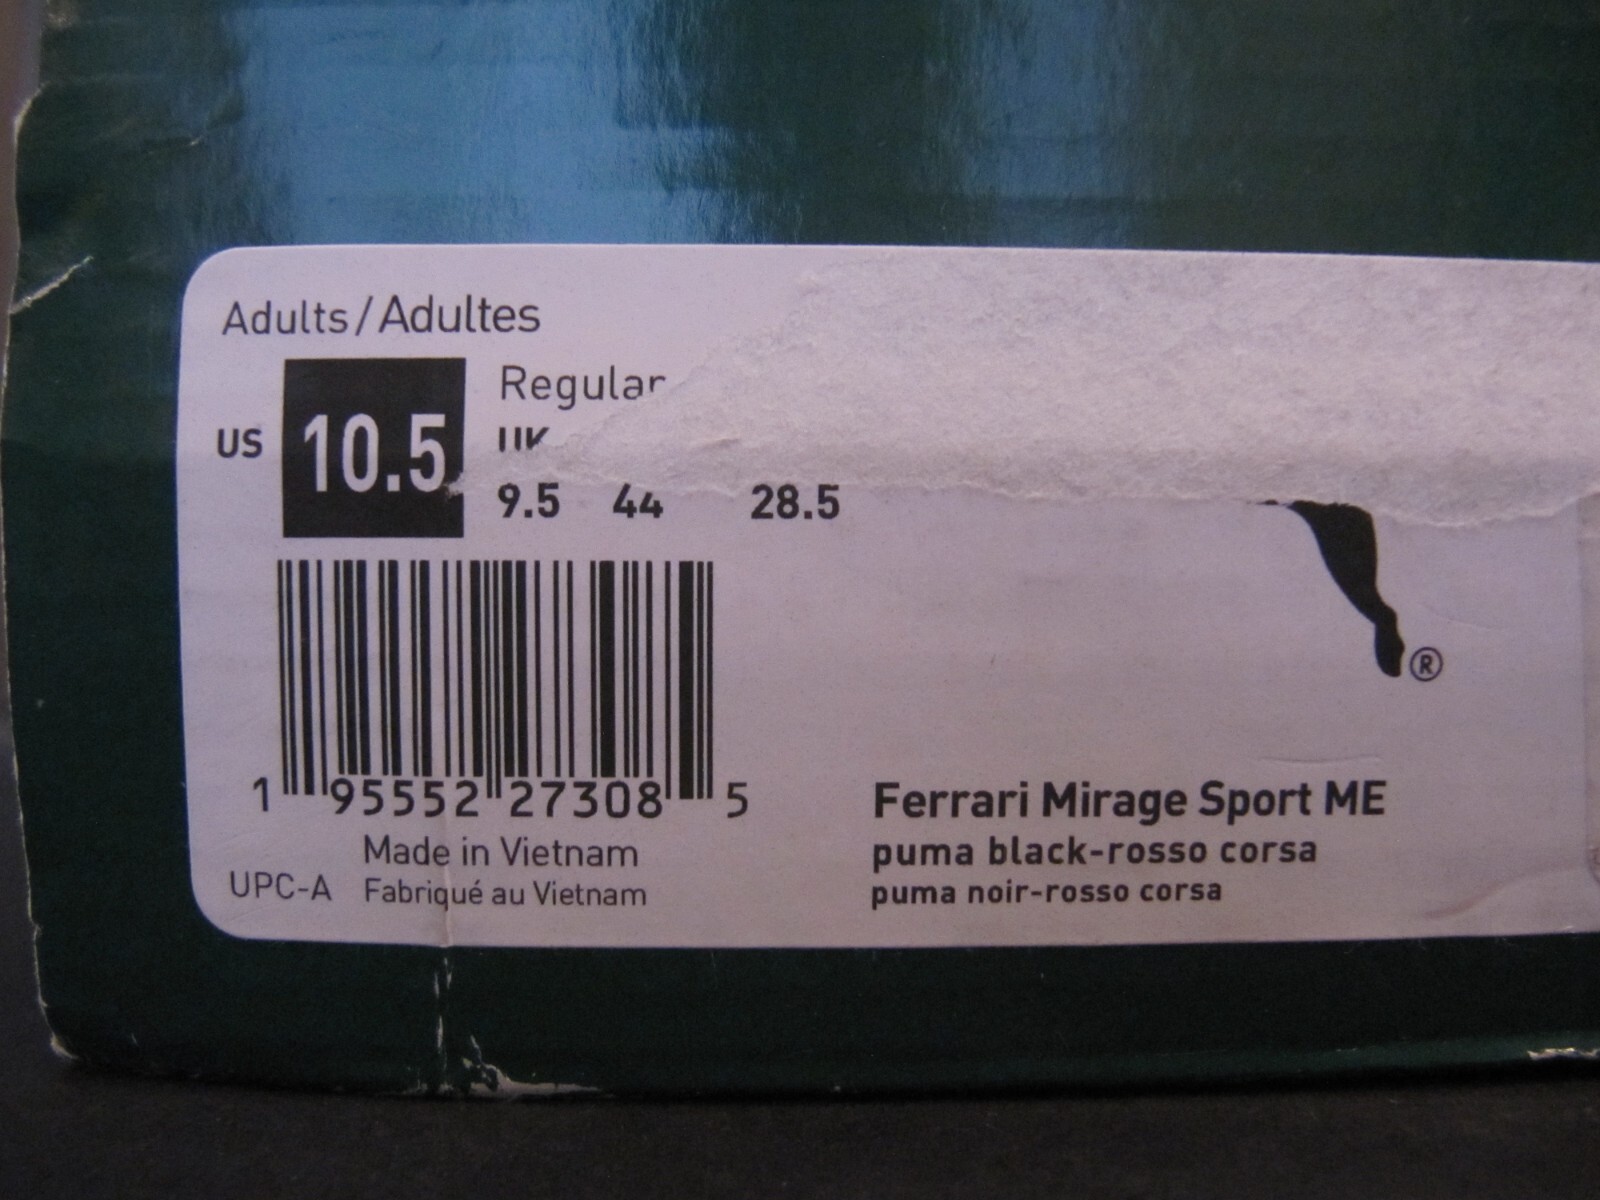 Adults/Adultes
US 10.5 Regular
UK
9.5 44 28.5
®
1 95552 27308 5
Made in Vietnam
UPC-A Fabriqué au Vietnam
Ferrari Mirage Sport ME
puma black-rosso corsa
puma noir-rosso corsa